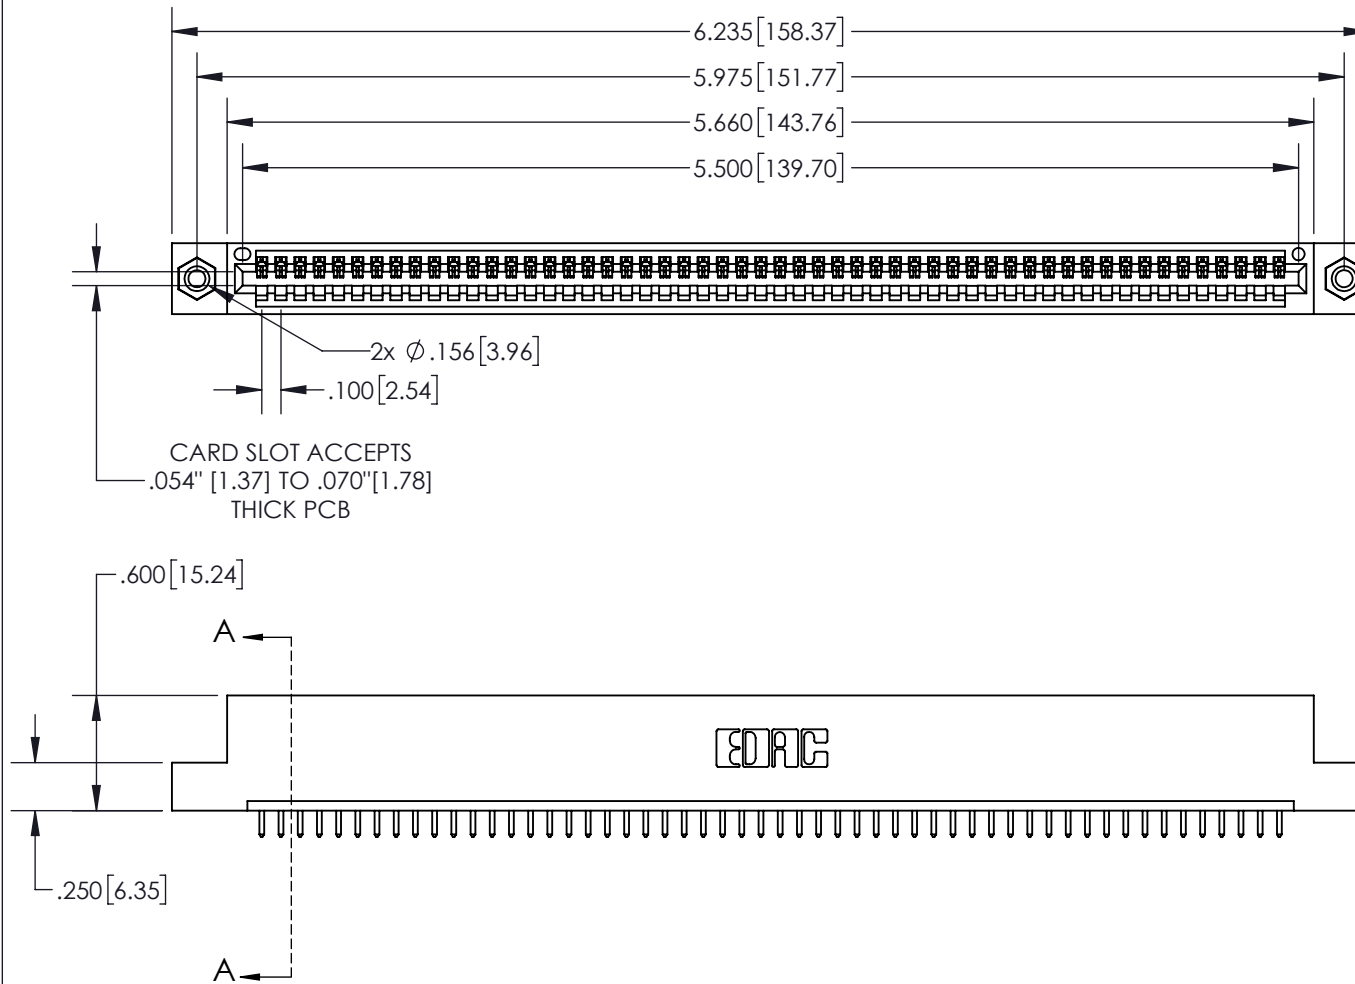 6.235[158.37]
5.975[151.77]
5.660[143.76]
5.500[139.70]
2x Ø.156[3.96]
.100[2.54]
CARD SLOT ACCEPTS
.054" [1.37] TO .070"[1.78]
THICK PCB
.600[15.24]
A
EDAC
.250[6.35]
A